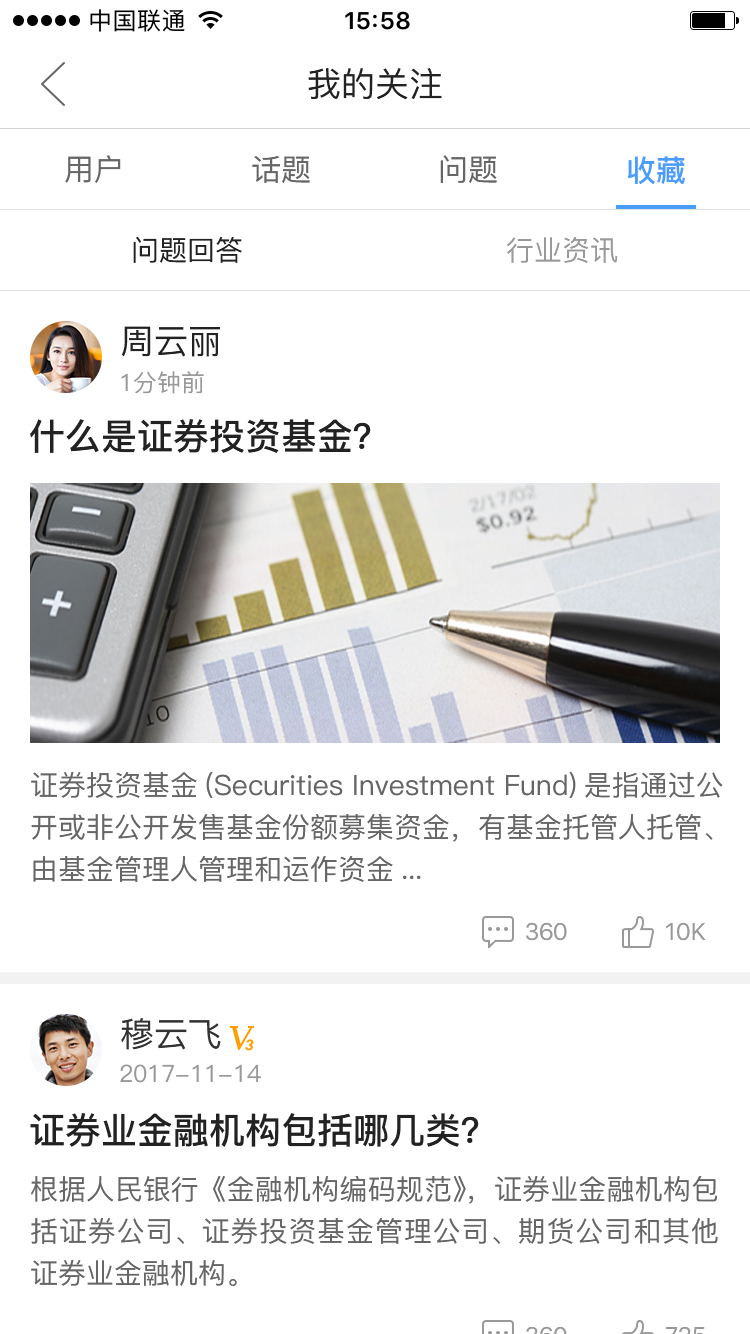 中国联通
15:58
我的关注
用户 话题 问题 收藏
问题回答 行业资讯
周云丽
1分钟前
什么是证券投资基金?
2/17/02
$0.92
10
证券投资基金 (Securities Investment Fund) 是指通过公
开或非公开发售基金份额募集资金，有基金托管人托管、
由基金管理人管理和运作资金 ...
360 10K
穆云飞 V3
2017-11-14
证券业金融机构包括哪几类?
根据人民银行《金融机构编码规范》，证券业金融机构包
括证券公司、证券投资基金管理公司、期货公司和其他
证券业金融机构。